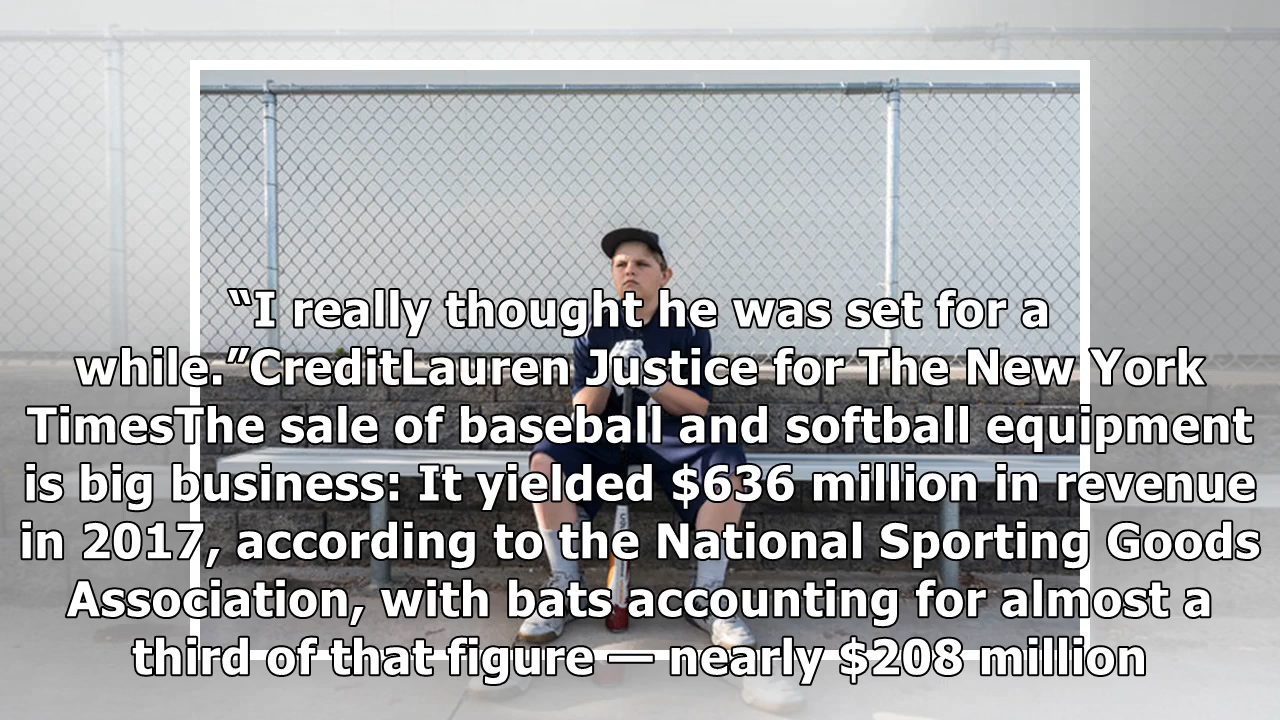 “I really thought he was set for a
while.”CreditLauren Justice for The New York
TimesThe sale of baseball and softball equipment
is big business: It yielded $636 million in revenue
in 2017, according to the National Sporting Goods
Association, with bats accounting for almost a
third of that figure — nearly $208 million